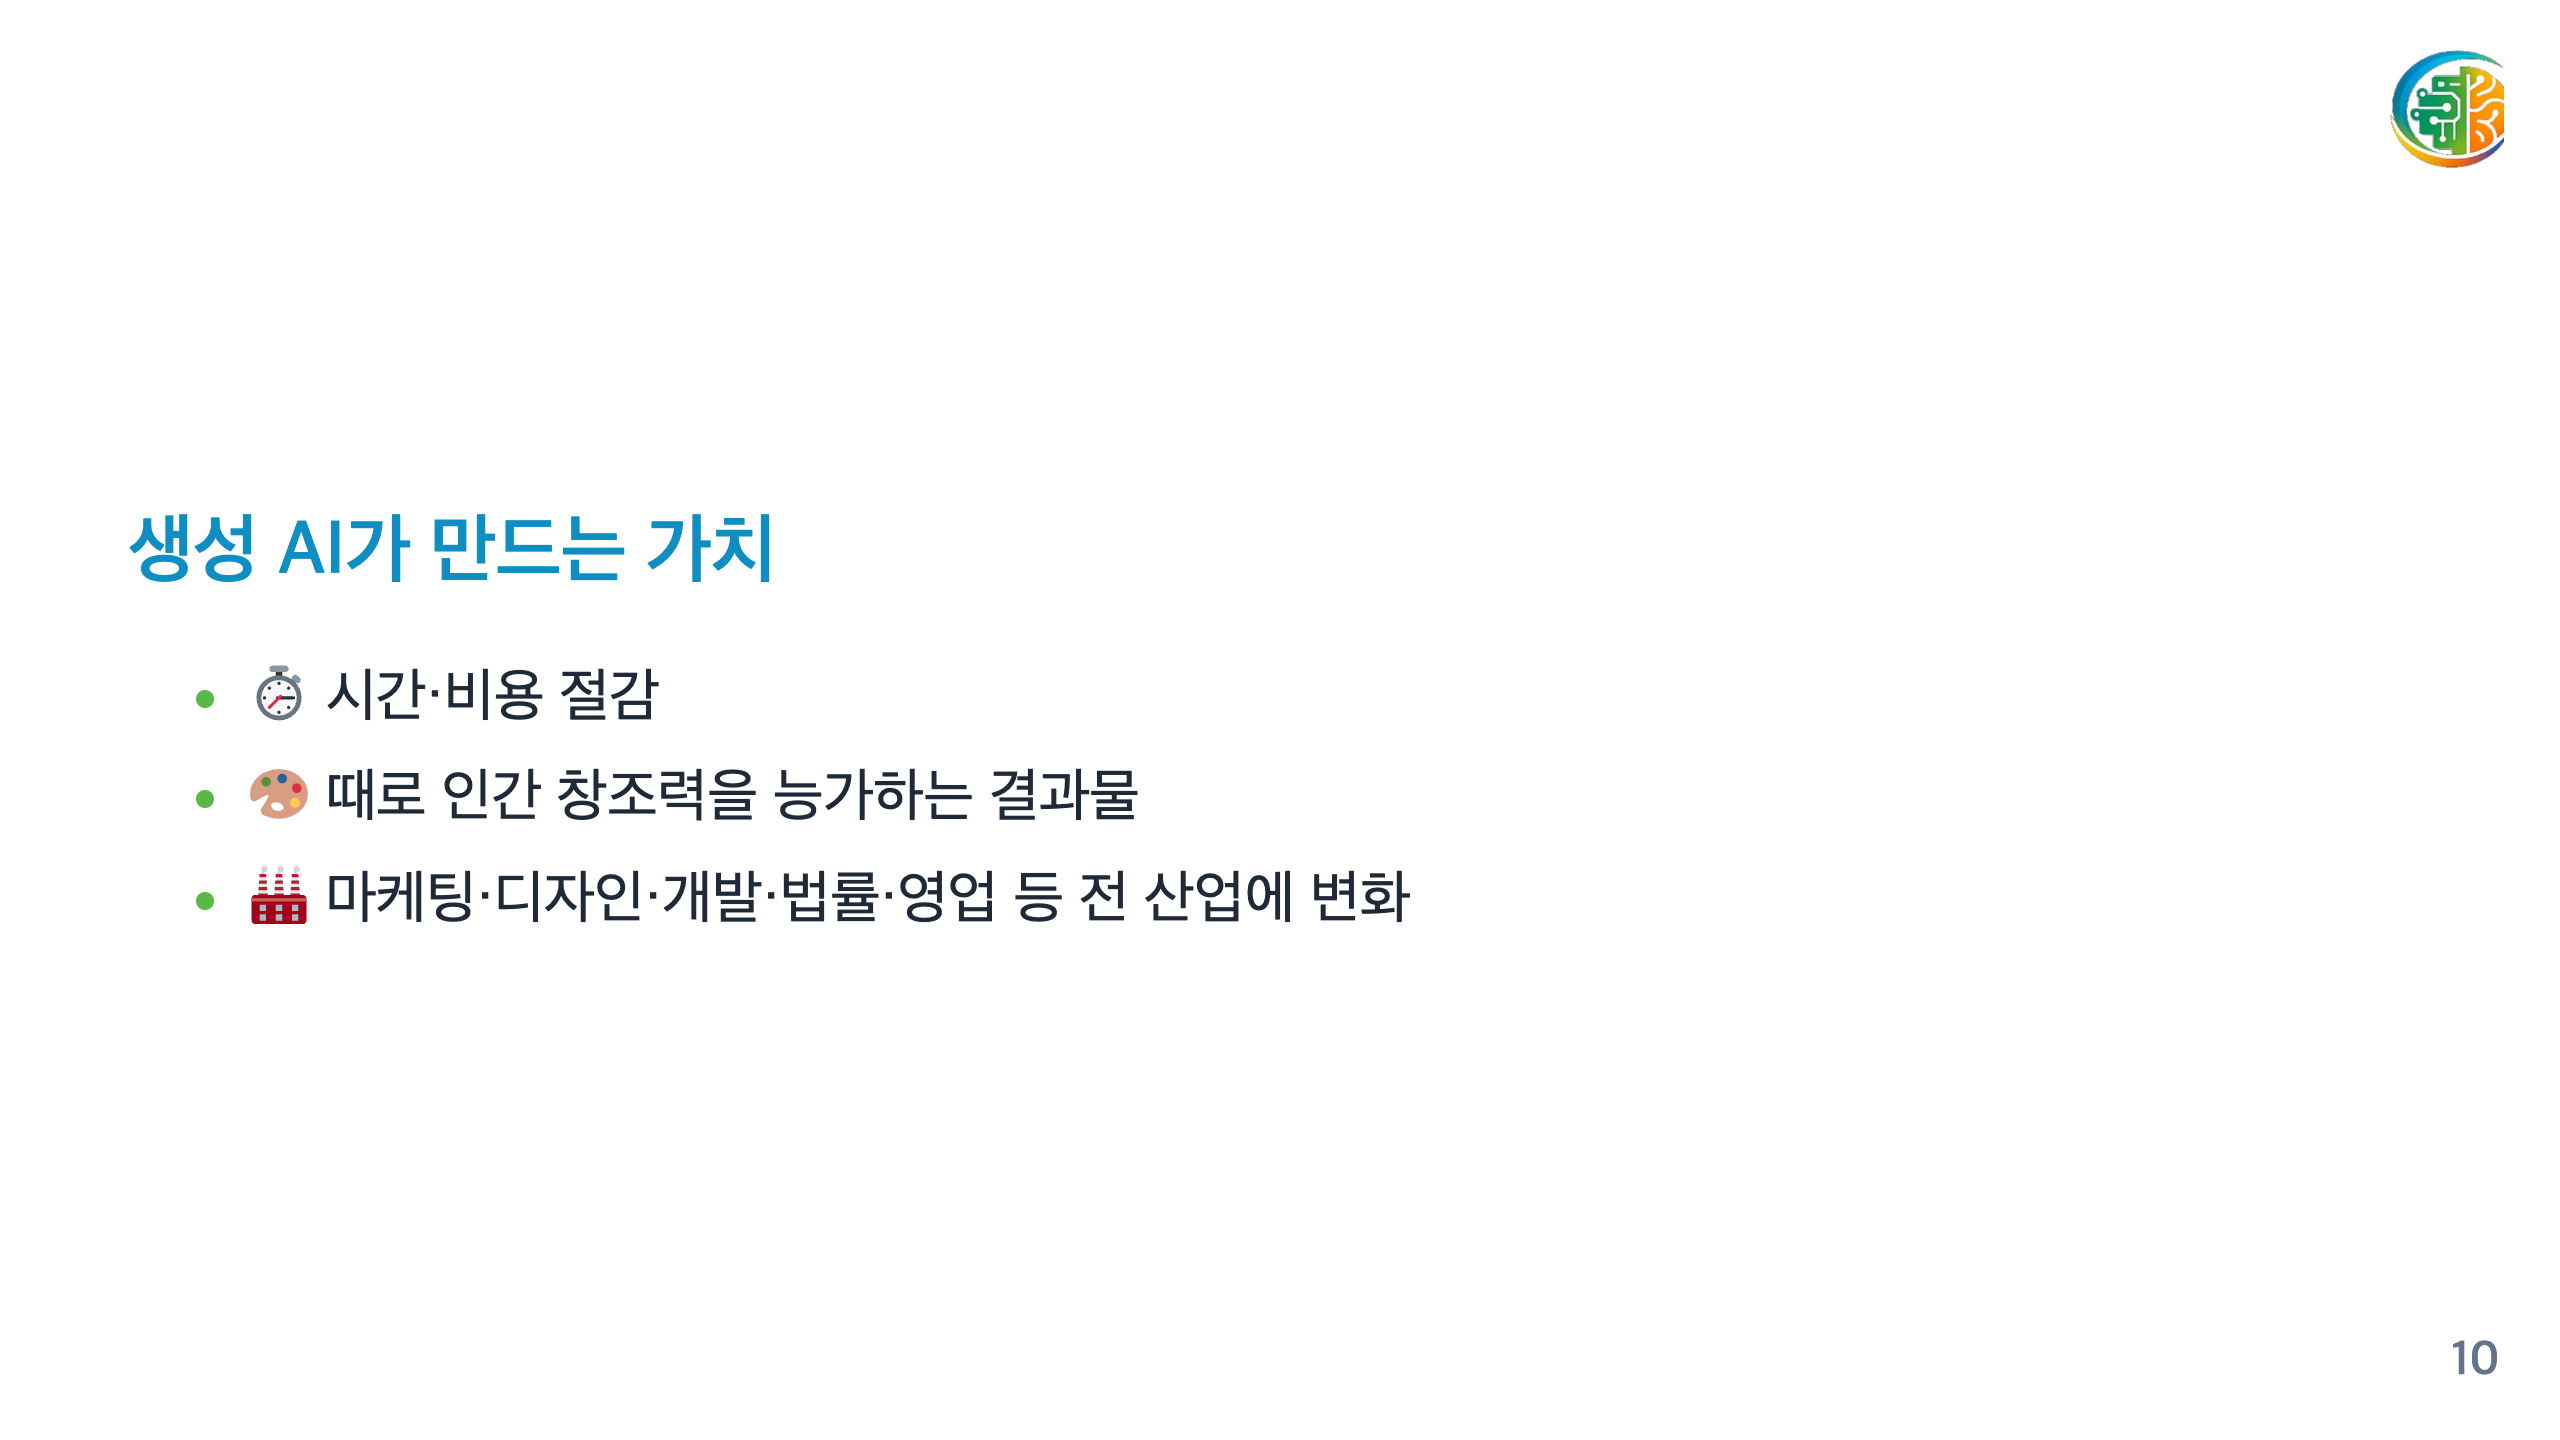 생성 AI가 만드는 가치
• ⏱️ 시간·비용 절감
• 🎨 때로 인간 창조력을 능가하는 결과물
• 🏭 마케팅·디자인·개발·법률·영업 등 전 산업에 변화
10